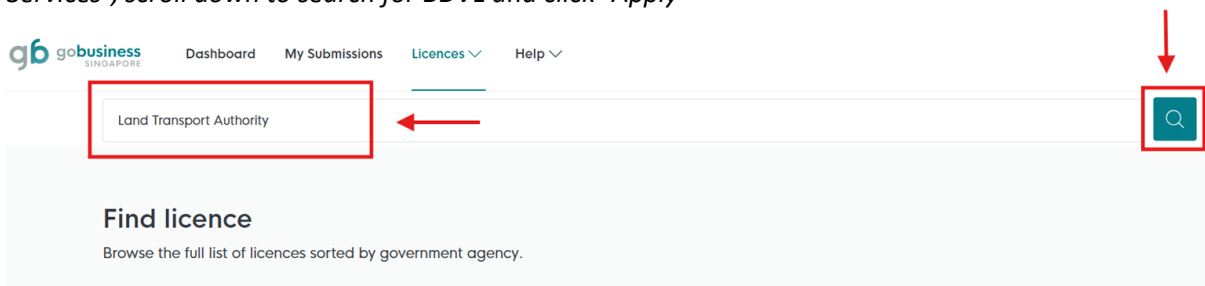 Services", scroll down to search for BBVL and click "Apply"
gobusiness
SINGAPORE
Dashboard My Submissions Licences Help
Land Transport Authority
Find licence
Browse the full list of licences sorted by government agency.